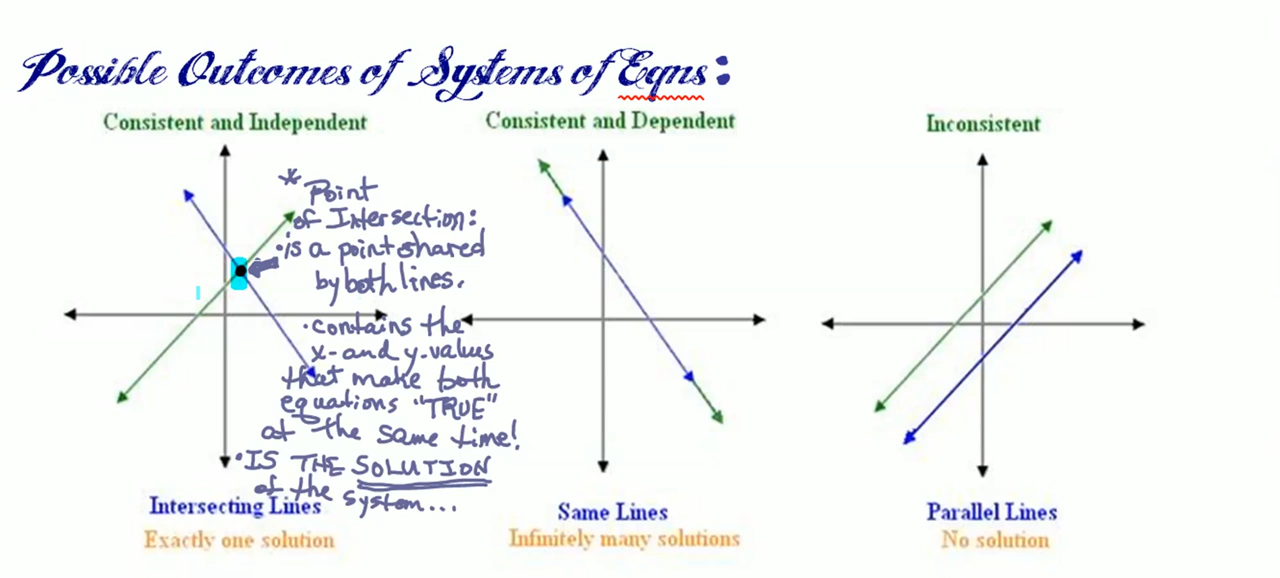 Possible Outcomes of Systems of Eqns:
Consistent and Independent
* Point
of Intersection:
· is a point shared
by both lines.
· contains the
x- and y-values
that make both
equations "TRUE"
at the same time!
· IS THE SOLUTION
of the system...
Intersecting Lines
Exactly one solution
Consistent and Dependent
Same Lines
Infinitely many solutions
Inconsistent
Parallel Lines
No solution